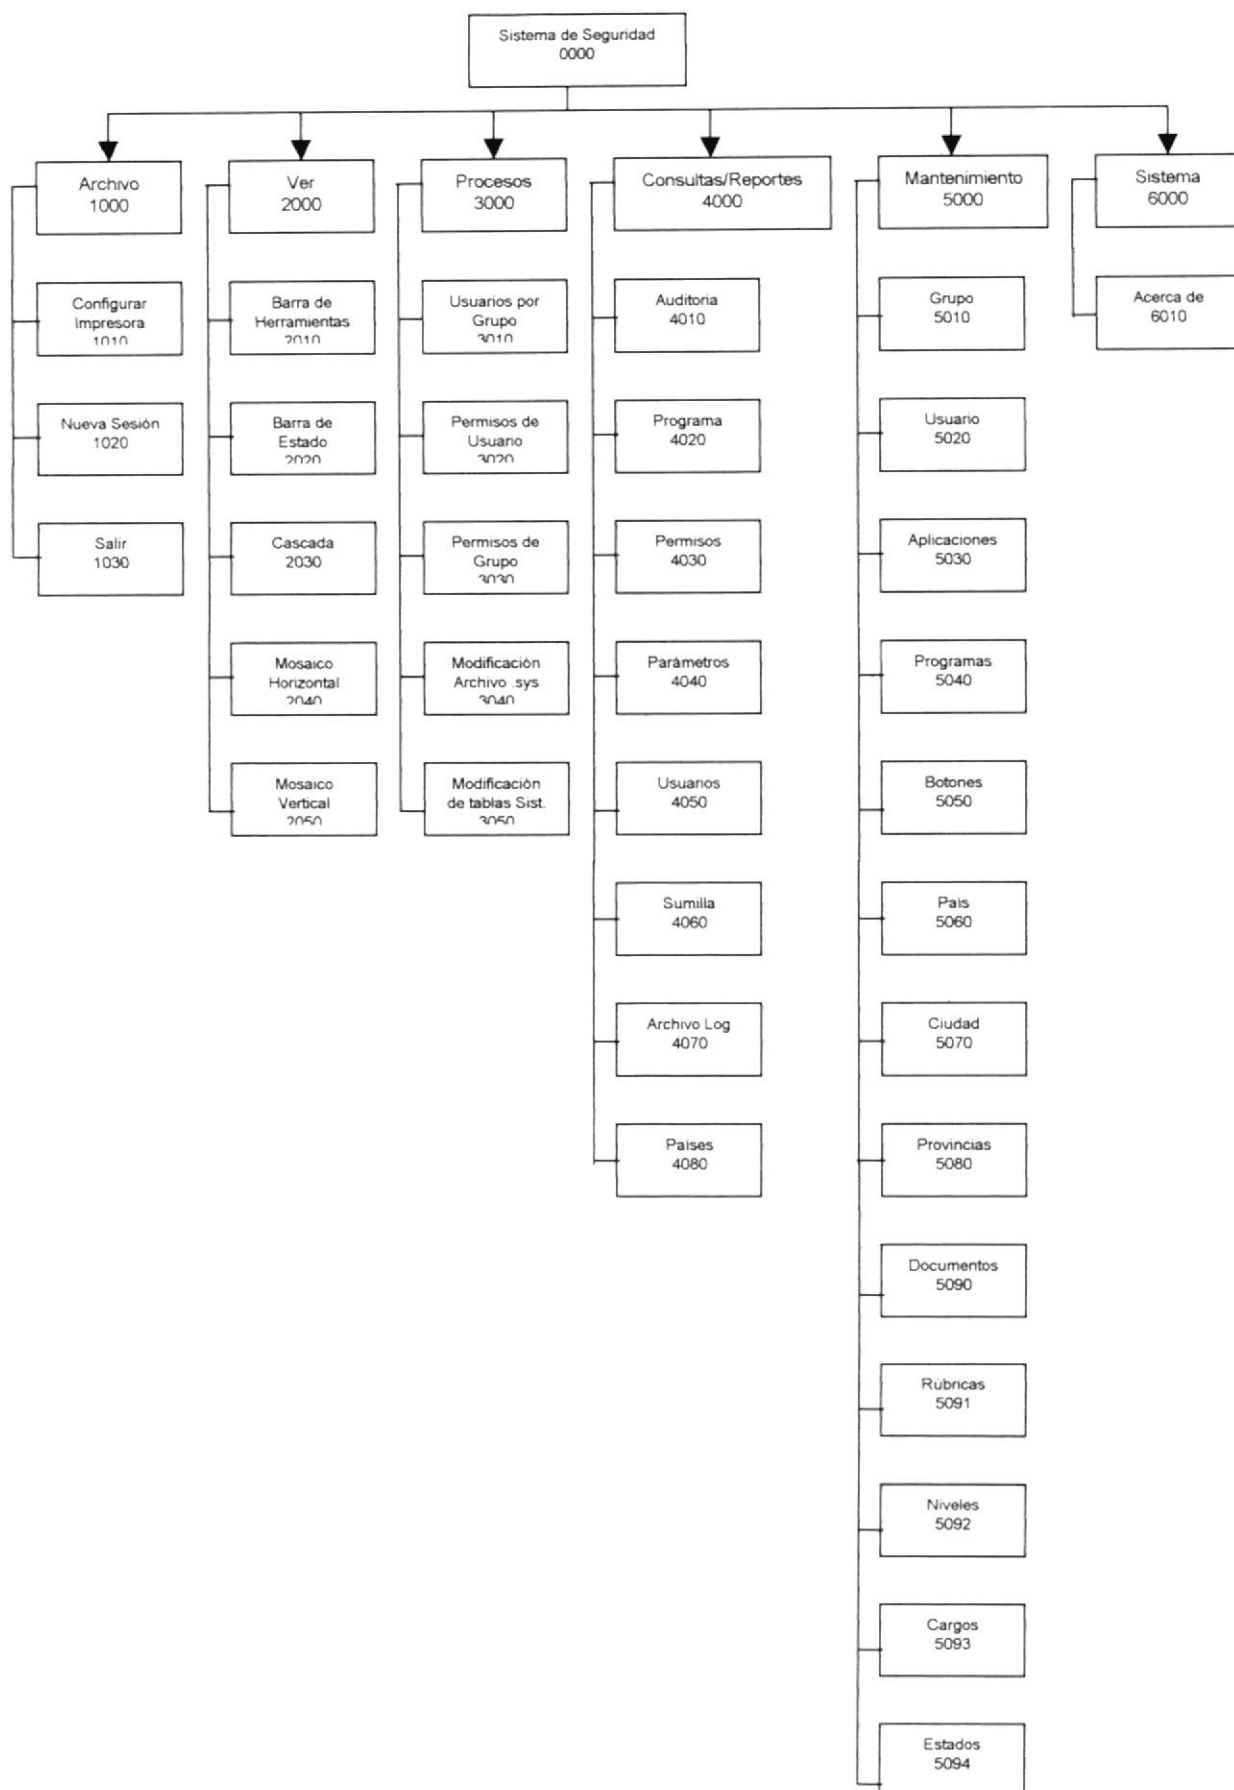 Sistema de Seguridad
0000
Archivo
1000
Ver
2000
Procesos
3000
Consultas/Reportes
4000
Mantenimiento
5000
Sistema
6000
Configurar
Impresora
1010
Nueva Sesión
1020
Salir
1030
Barra de
Herramientas
2010
Barra de
Estado
2020
Cascada
2030
Mosaico
Horizontal
2040
Mosaico
Vertical
2050
Usuarios por
Grupo
3010
Permisos de
Usuario
3020
Permisos de
Grupo
3030
Modificación
Archivo .sys
3040
Modificación
de tablas Sist.
3050
Auditoria
4010
Programa
4020
Permisos
4030
Parámetros
4040
Usuarios
4050
Sumilla
4060
Archivo Log
4070
Países
4080
Grupo
5010
Usuario
5020
Aplicaciones
5030
Programas
5040
Botones
5050
País
5060
Ciudad
5070
Provincias
5080
Documentos
5090
Rúbricas
5091
Niveles
5092
Cargos
5093
Estados
5094
Acerca de
6010